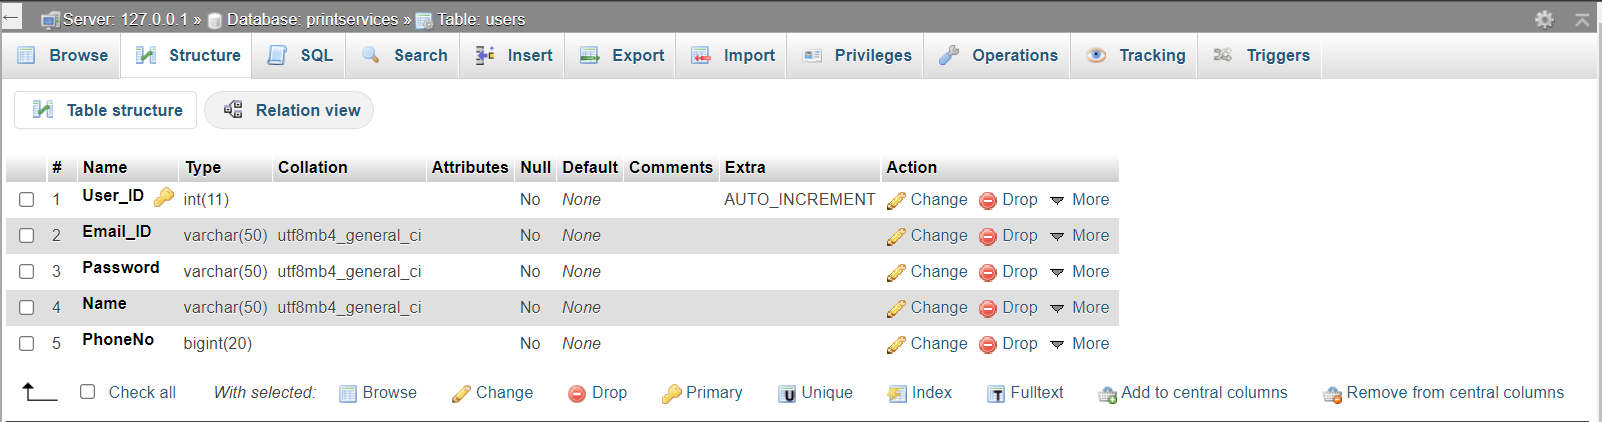 Server: 127.0.0.1 » Database: printservices » Table: users
Browse Structure SQL Search Insert Export Import Privileges Operations Tracking Triggers
Table structure Relation view
# Name Type Collation Attributes Null Default Comments Extra Action
1 User_ID int(11) No None AUTO_INCREMENT Change Drop More
2 Email_ID varchar(50) utf8mb4_general_ci No None Change Drop More
3 Password varchar(50) utf8mb4_general_ci No None Change Drop More
4 Name varchar(50) utf8mb4_general_ci No None Change Drop More
5 PhoneNo bigint(20) No None Change Drop More
Check all With selected: Browse Change Drop Primary Unique Index Fulltext Add to central columns Remove from central columns